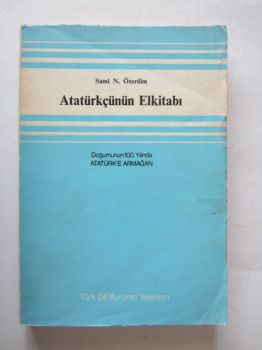 Sami N. Özerdim
Atatürkçünün Elkitabı
Doğumunun 100. Yılında
ATATÜRK'E ARMAĞAN
Türk Dil Kurumu Yayınları